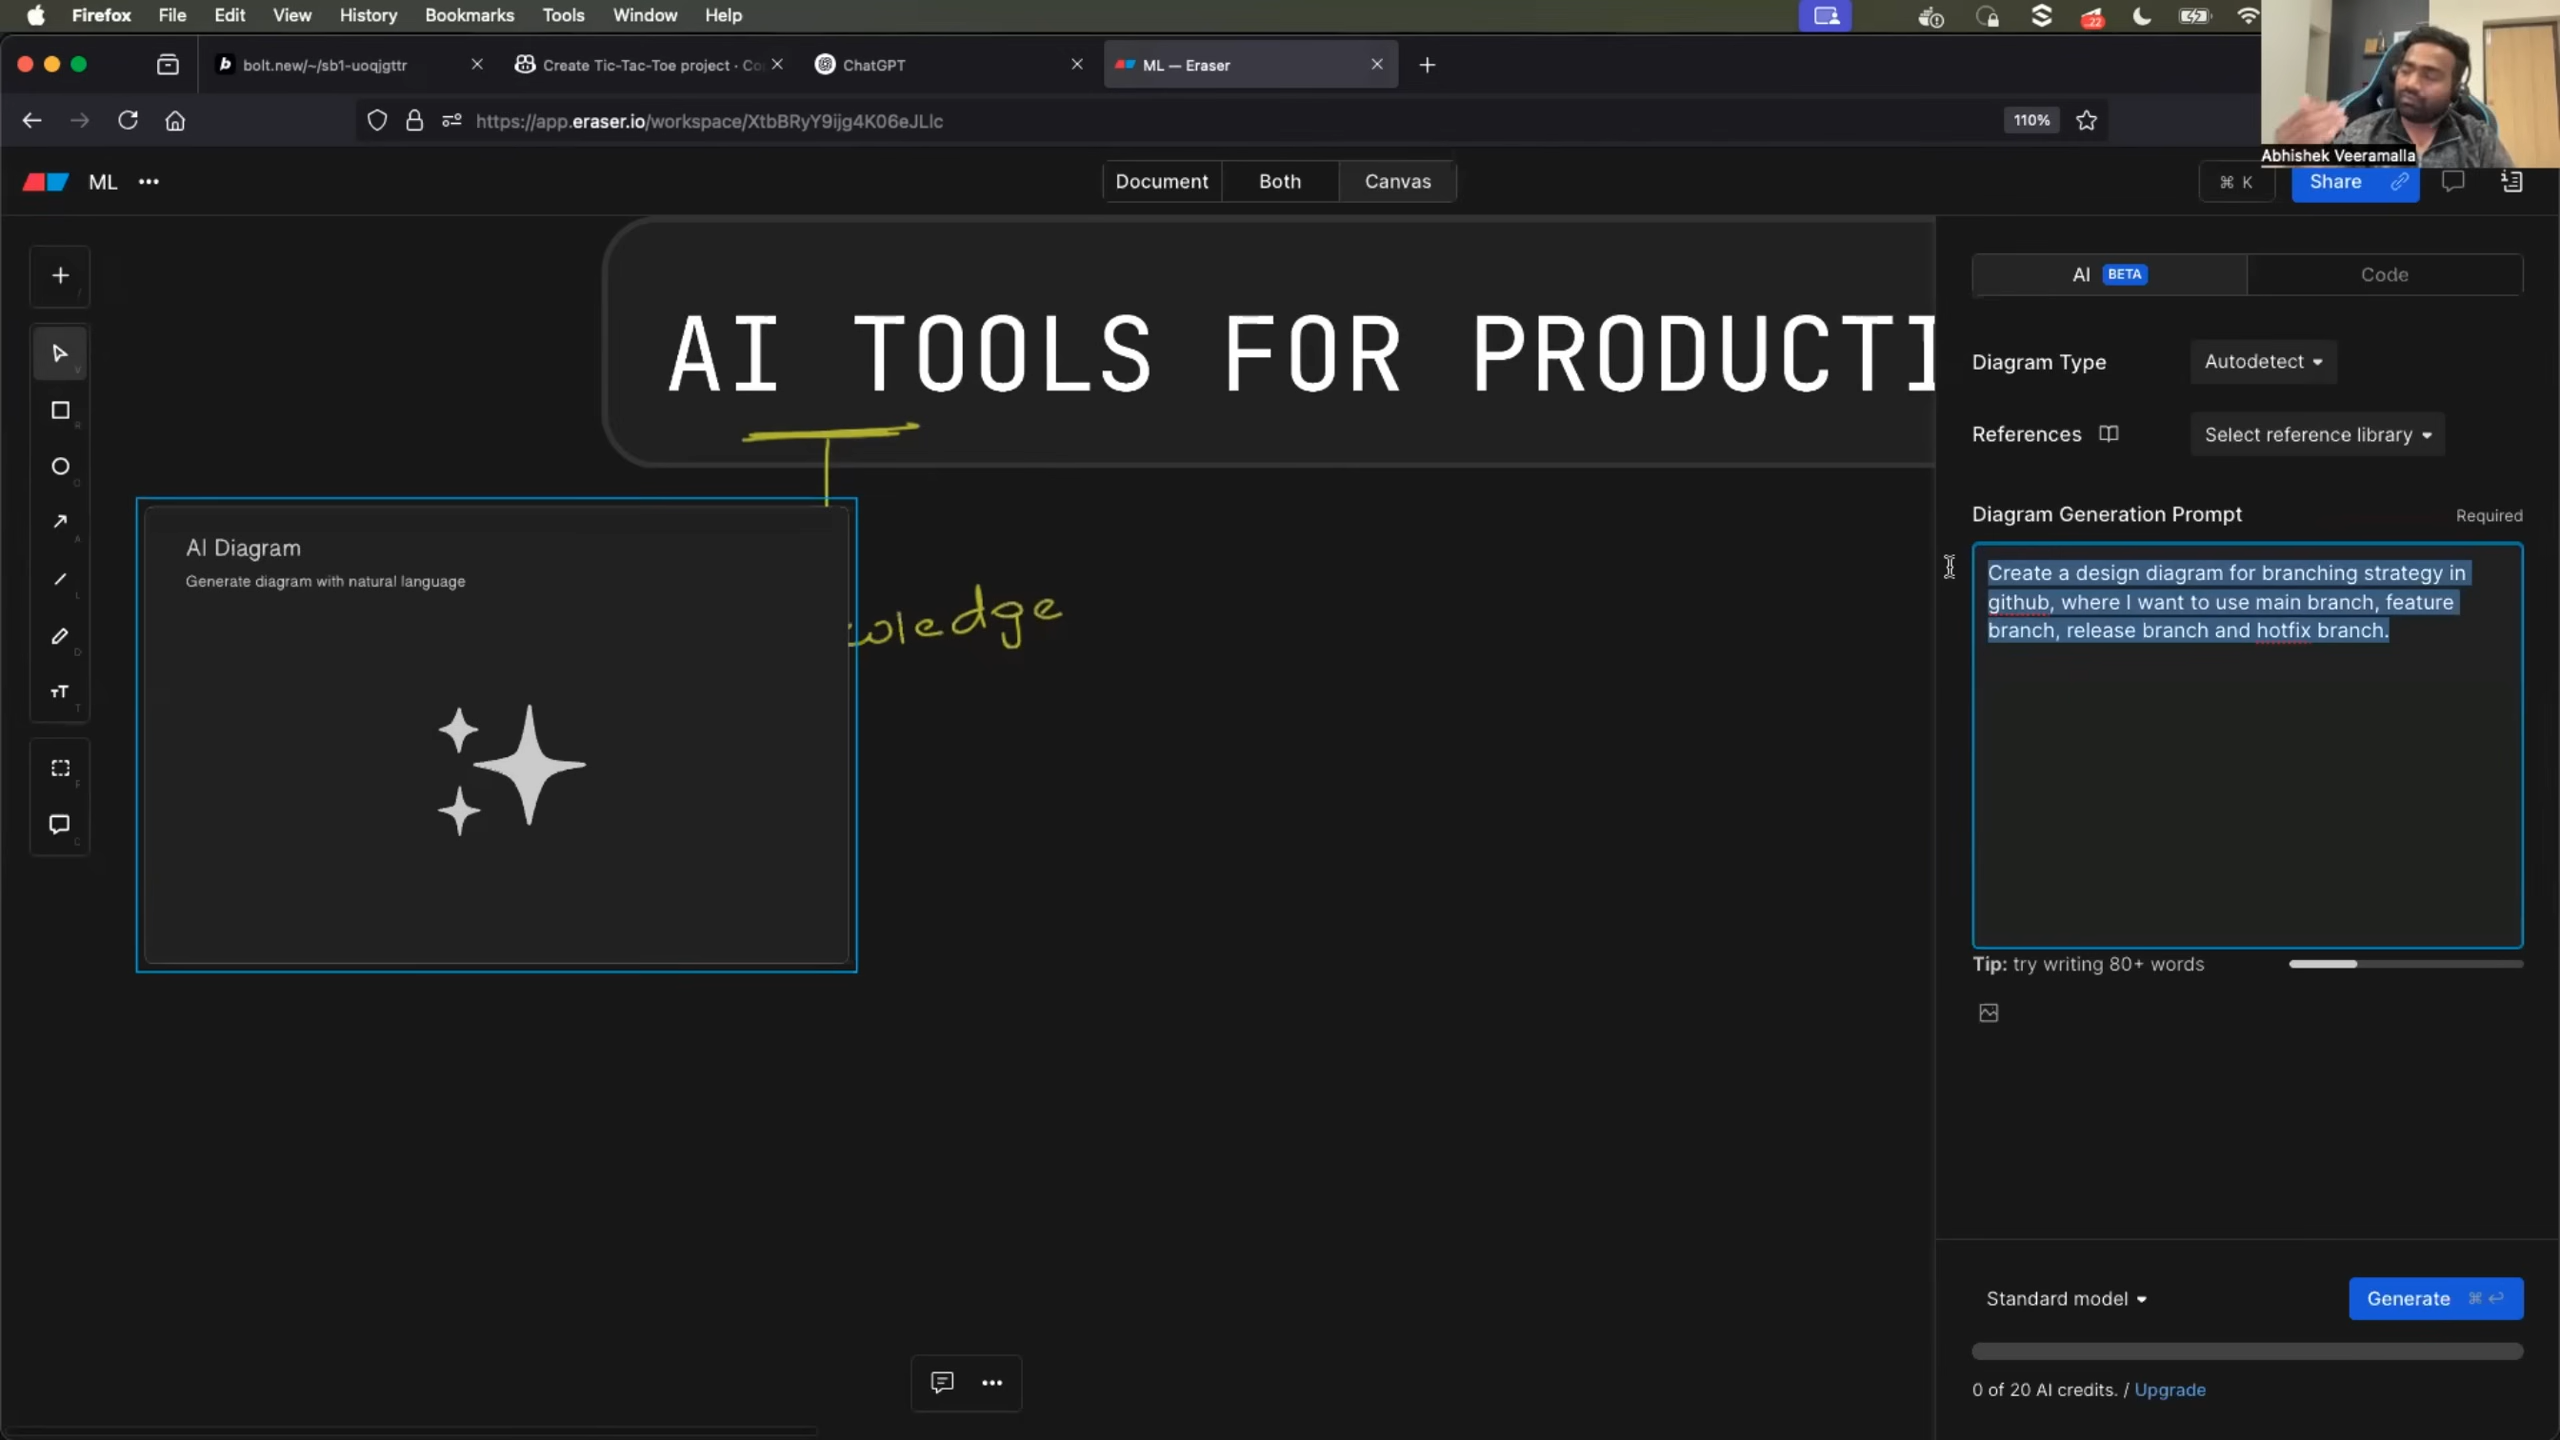 Firefox File Edit View History Bookmarks Tools Window Help
22
bolt.new/~/sb1-uoqjgttr
Create Tic-Tac-Toe project · Co
ChatGPT
ML — Eraser
https://app.eraser.io/workspace/XtbBRyY9ijg4K06eJLlc
110%
Abhishek Veeramalla
ML
Document Both Canvas
⌘ K
Share
AI TOOLS FOR PRODUCTI
AI BETA
Code
Diagram Type
Autodetect
References
Select reference library
Diagram Generation Prompt
Required
Create a design diagram for branching strategy in
github, where I want to use main branch, feature
branch, release branch and hotfix branch.
AI Diagram
Generate diagram with natural language
wledge
Tip: try writing 80+ words
Standard model
Generate ⌘ ↩
0 of 20 AI credits. / Upgrade